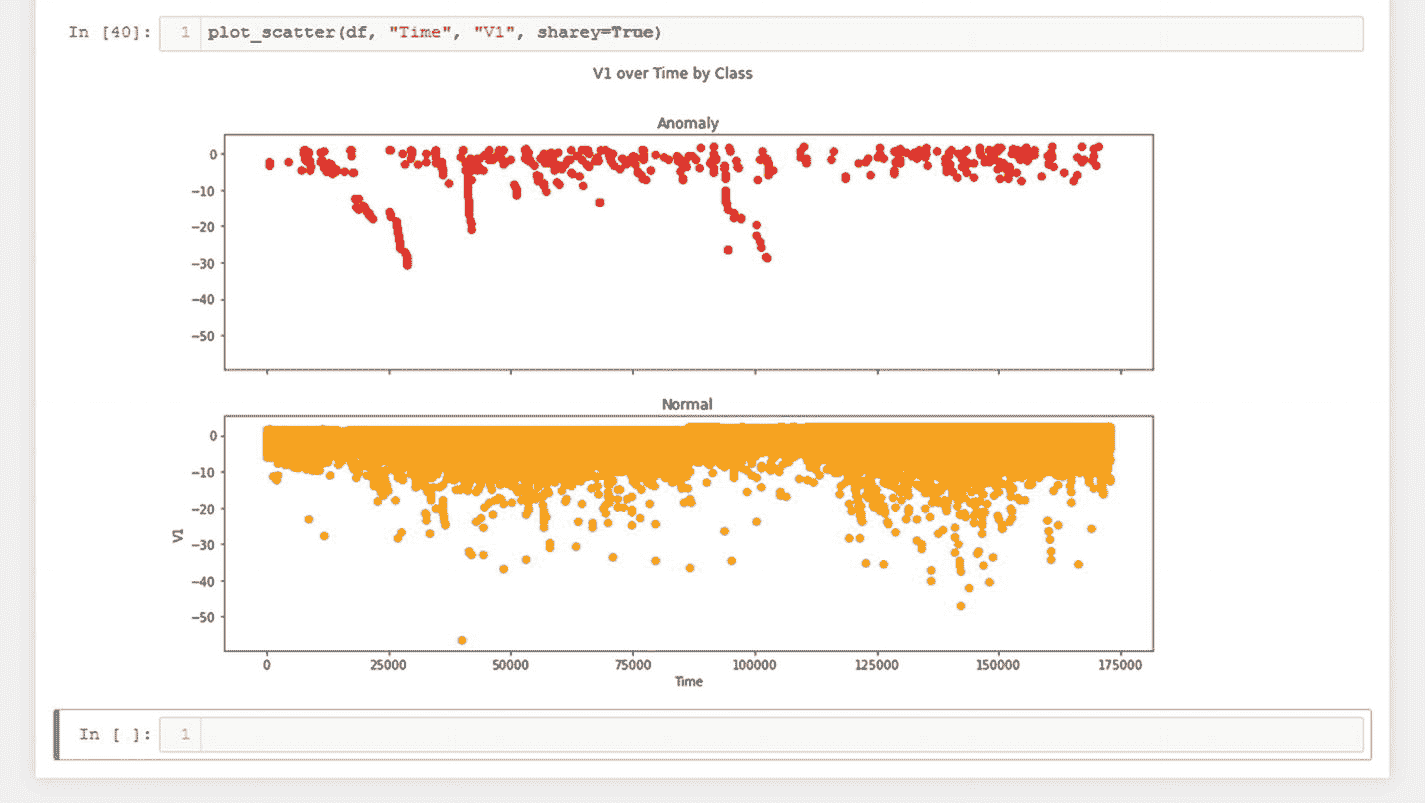 In [40]: 1 plot_scatter(df, "Time", "V1", sharey=True)
V1 over Time by Class
Anomaly
0
−10
−20
−30
−40
−50
Normal
0
−10
−20
−30
−40
−50
V1
0 25000 50000 75000 100000 125000 150000 175000
Time
In [ ]: 1